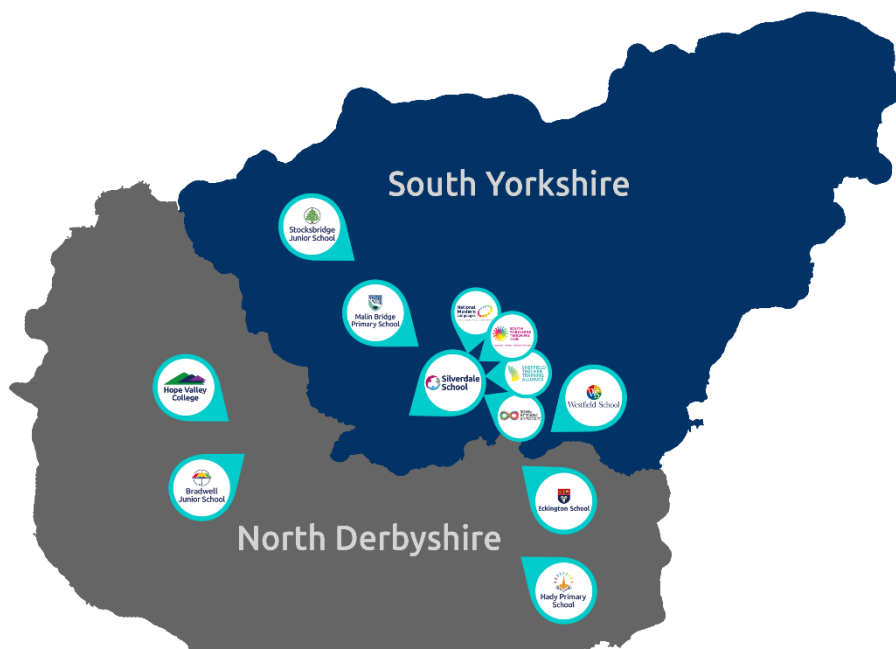 South Yorkshire
Stocksbridge
Junior School
Malin Bridge
Primary School
National
Modern
Languages
SOUTH
YORKSHIRE
TEACHING
HUB
Silverdale
School
SHEFFIELD
TEACHER
TRAINING
ALLIANCE
Hope Valley
College
Westfield School
Bradwell
Junior School
Eckington School
North Derbyshire
Hady Primary
School